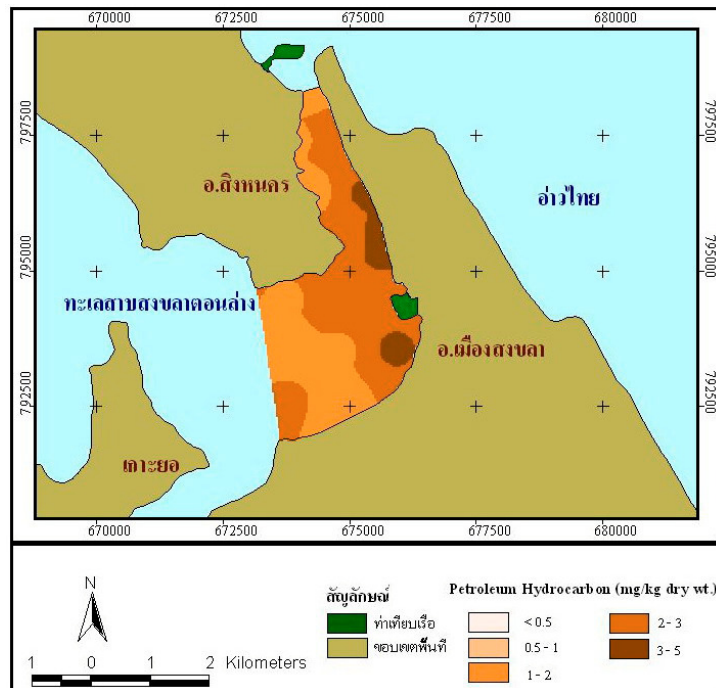 670000 672500 675000 677500 680000
797500 797500
อ.สิงหนคร
อ่าวไทย
795000 795000
ทะเลสาบสงขลาตอนล่าง
อ.เมืองสงขลา
792500 792500
เกาะยอ
670000 672500 675000 677500 680000
N
สัญลักษณ์
ท่าเทียบเรือ
ขอบเขตพื้นที่
Petroleum Hydrocarbon (mg/kg dry wt.)
< 0.5
0.5 - 1
1 - 2
2 - 3
3 - 5
1 0 1 2 Kilometers